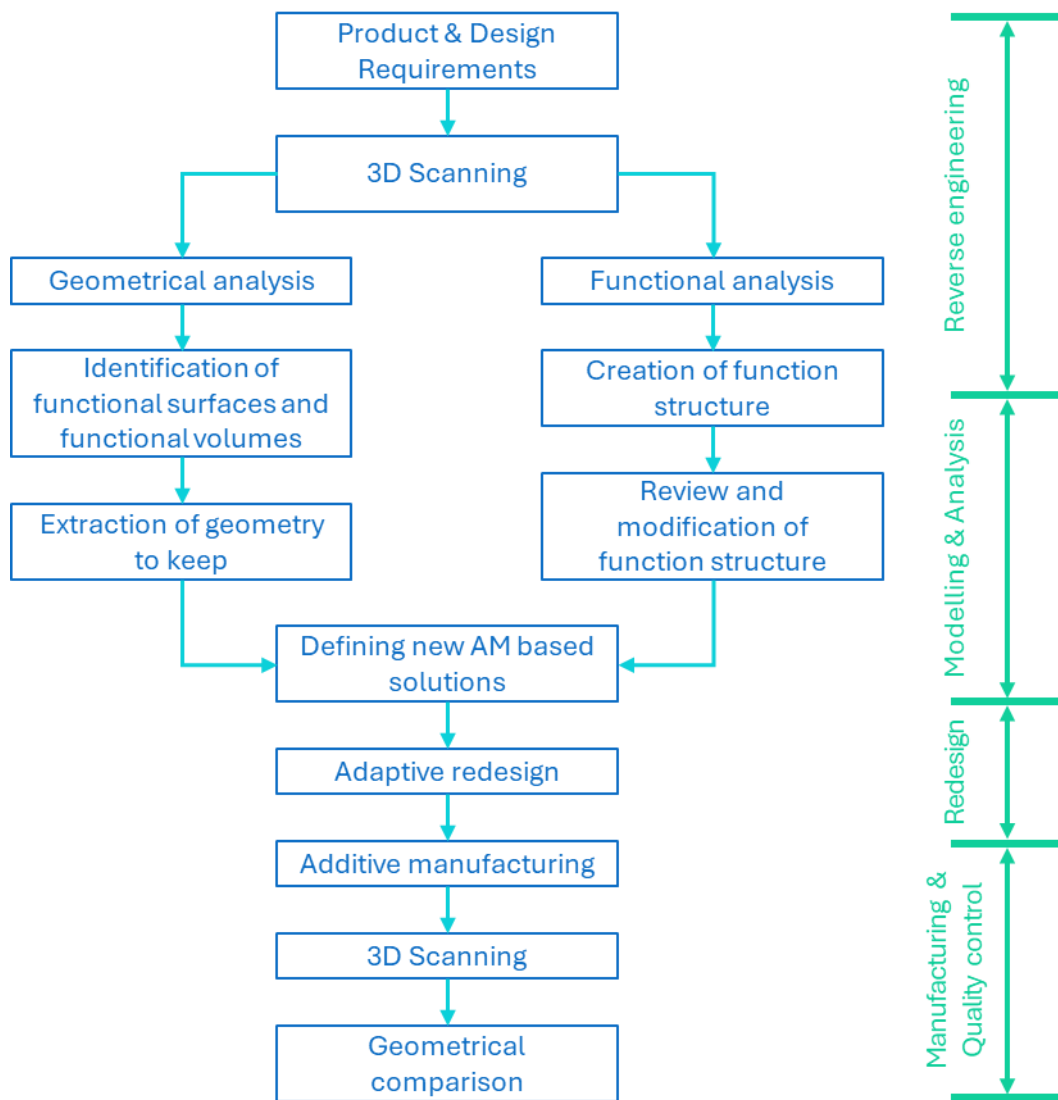 Product & Design
Requirements
3D Scanning
Geometrical analysis
Functional analysis
Identification of
functional surfaces and
functional volumes
Creation of function
structure
Extraction of geometry
to keep
Review and
modification of
function structure
Defining new AM based
solutions
Adaptive redesign
Additive manufacturing
3D Scanning
Geometrical
comparison
Reverse engineering
Modelling & Analysis
Redesign
Manufacturing &
Quality control